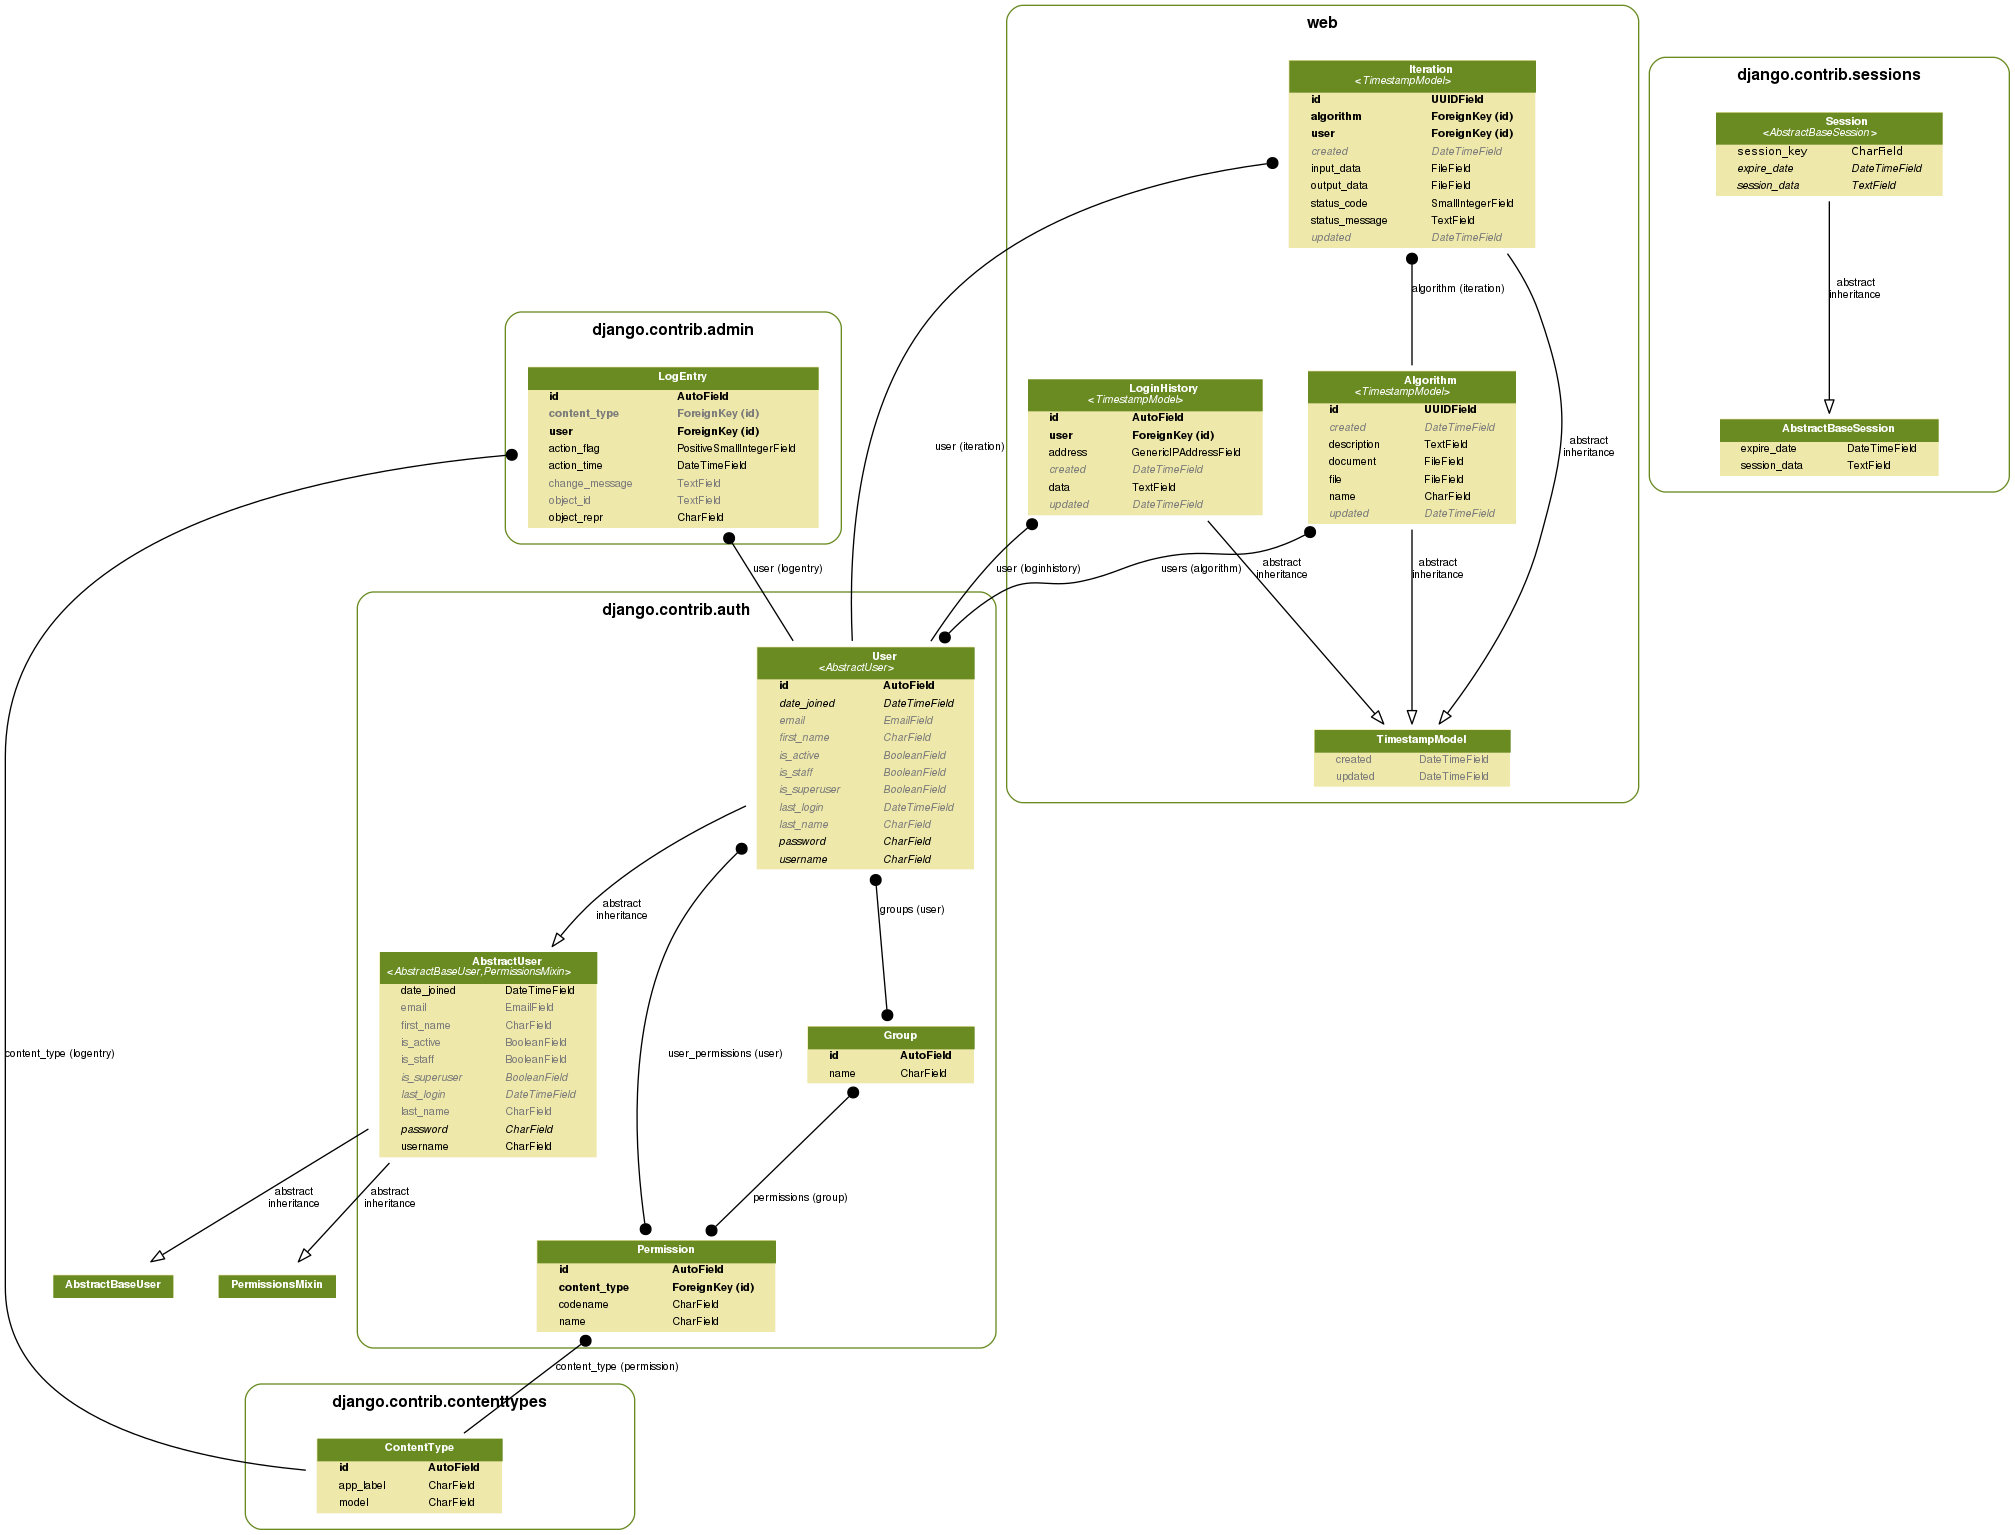 web
Iteration
<TimestampModel>
id UUIDField
algorithm ForeignKey (id)
user ForeignKey (id)
created DateTimeField
input_data FileField
output_data FileField
status_code SmallIntegerField
status_message TextField
updated DateTimeField
django.contrib.sessions
Session
<AbstractBaseSession>
session_key CharField
expire_date DateTimeField
session_data TextField
abstract
inheritance
AbstractBaseSession
expire_date DateTimeField
session_data TextField
algorithm (iteration)
django.contrib.admin
LogEntry
id AutoField
content_type ForeignKey (id)
user ForeignKey (id)
action_flag PositiveSmallIntegerField
action_time DateTimeField
change_message TextField
object_id TextField
object_repr CharField
user (iteration)
LoginHistory
<TimestampModel>
id AutoField
user ForeignKey (id)
address GenericIPAddressField
created DateTimeField
data TextField
updated DateTimeField
Algorithm
<TimestampModel>
id UUIDField
created DateTimeField
description TextField
document FileField
file FileField
name CharField
updated DateTimeField
abstract
inheritance
user (logentry)
user (loginhistory)
users (algorithm)
abstract
inheritance
abstract
inheritance
TimestampModel
created DateTimeField
updated DateTimeField
django.contrib.auth
User
<AbstractUser>
id AutoField
date_joined DateTimeField
email EmailField
first_name CharField
is_active BooleanField
is_staff BooleanField
is_superuser BooleanField
last_login DateTimeField
last_name CharField
password CharField
username CharField
abstract
inheritance
groups (user)
AbstractUser
<AbstractBaseUser,PermissionsMixin>
date_joined DateTimeField
email EmailField
first_name CharField
is_active BooleanField
is_staff BooleanField
is_superuser BooleanField
last_login DateTimeField
last_name CharField
password CharField
username CharField
content_type (logentry)
user_permissions (user)
Group
id AutoField
name CharField
abstract
inheritance
abstract
inheritance
permissions (group)
AbstractBaseUser
PermissionsMixin
Permission
id AutoField
content_type ForeignKey (id)
codename CharField
name CharField
content_type (permission)
django.contrib.contenttypes
ContentType
id AutoField
app_label CharField
model CharField